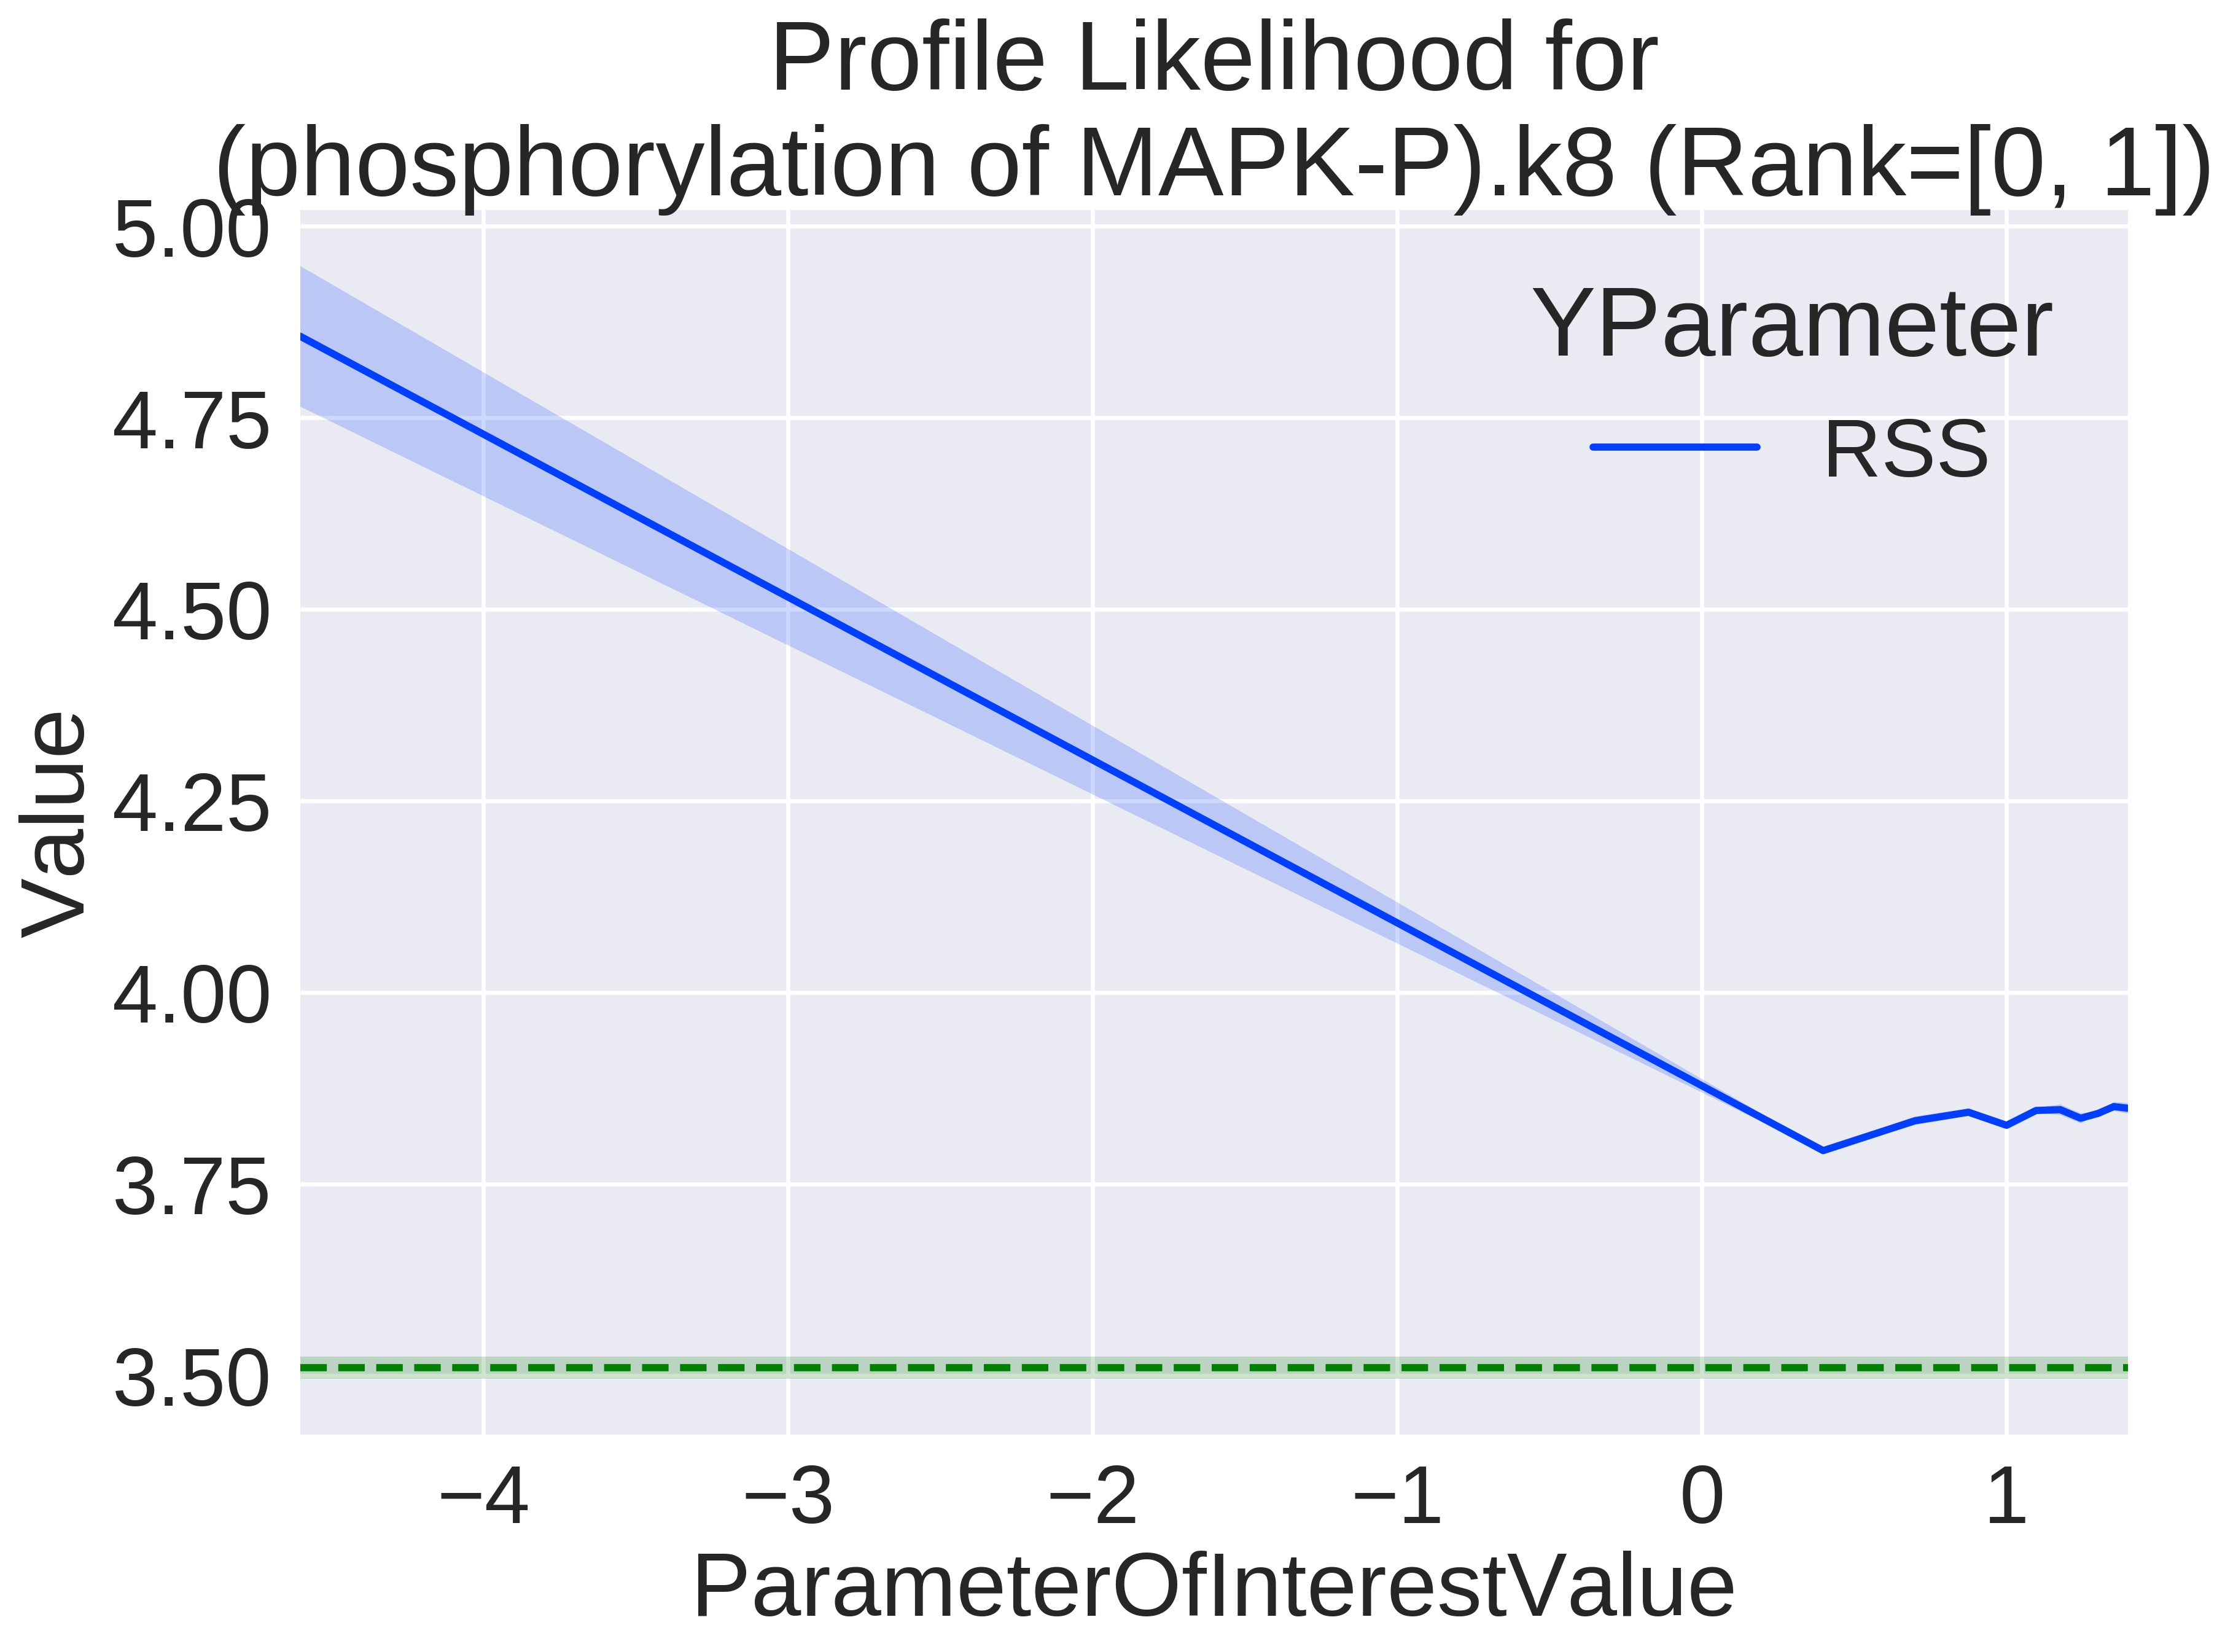 Profile Likelihood for
(phosphorylation of MAPK-P).k8 (Rank=[0, 1])
YParameter
RSS
Value
5.00
4.75
4.50
4.25
4.00
3.75
3.50
−4 −3 −2 −1 0 1
ParameterOfInterestValue